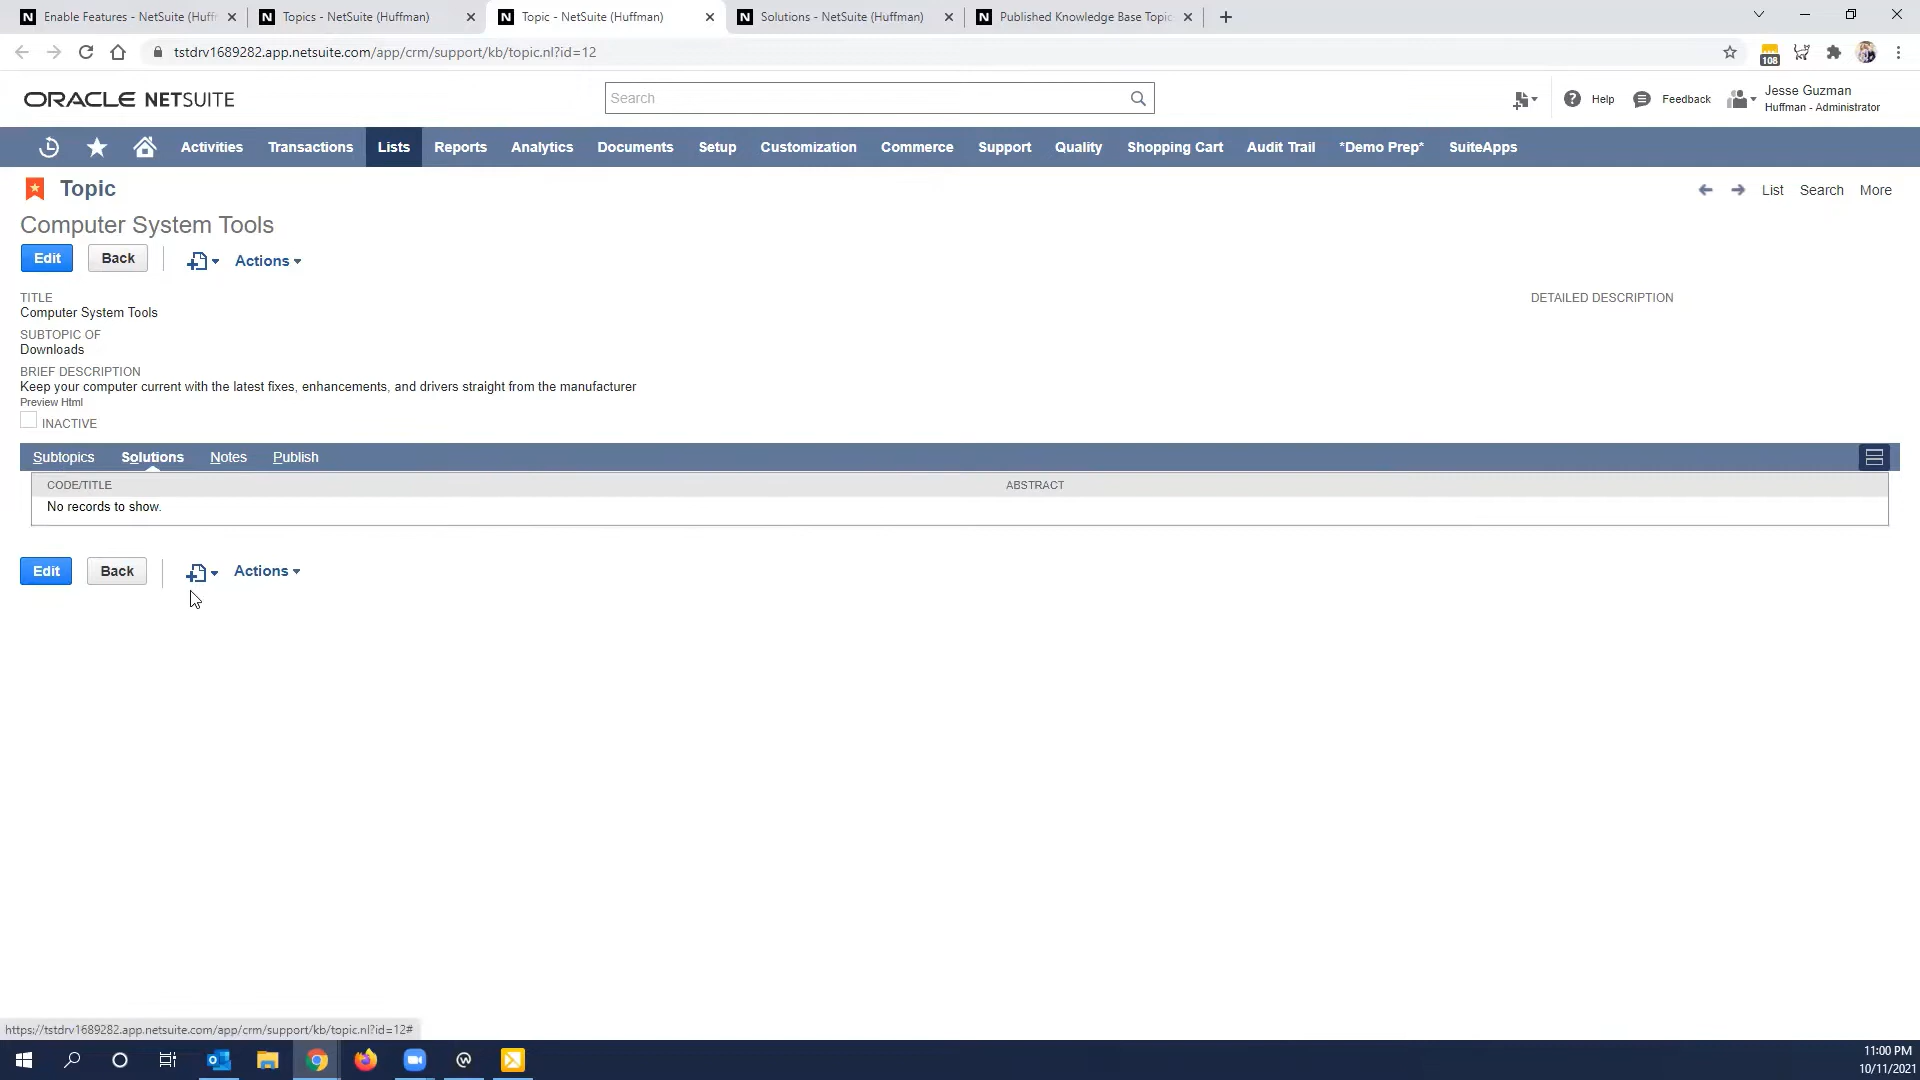 Enable Features - NetSuite (Huff
Topics - NetSuite (Huffman)
Topic - NetSuite (Huffman)
Solutions - NetSuite (Huffman)
Published Knowledge Base Topic
tstdrv1689282.app.netsuite.com/app/crm/support/kb/topic.nl?id=12
108
ORACLE NETSUITE
Search
Help
Feedback
Jesse Guzman
Huffman - Administrator
Activities
Transactions
Lists
Reports
Analytics
Documents
Setup
Customization
Commerce
Support
Quality
Shopping Cart
Audit Trail
*Demo Prep*
SuiteApps
Topic
List
Search
More
Computer System Tools
Edit
Back
Actions
TITLE
Computer System Tools
DETAILED DESCRIPTION
SUBTOPIC OF
Downloads
BRIEF DESCRIPTION
Keep your computer current with the latest fixes, enhancements, and drivers straight from the manufacturer
Preview Html
INACTIVE
Subtopics
Solutions
Notes
Publish
CODE/TITLE
ABSTRACT
No records to show.
Edit
Back
Actions
https://tstdrv1689282.app.netsuite.com/app/crm/support/kb/topic.nl?id=12#
11:00 PM
10/11/2021